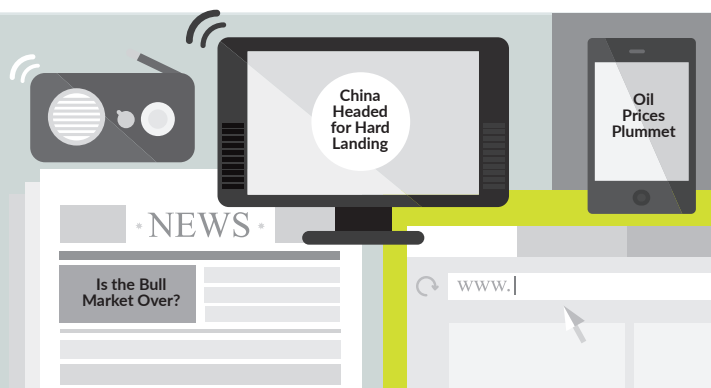 China
Headed
for Hard
Landing
Oil
Prices
Plummet
NEWS
Is the Bull
Market Over?
www.